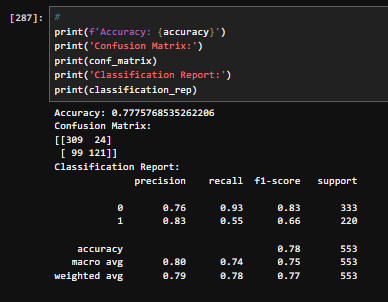 [287]: #
print(f'Accuracy: {accuracy}')
print('Confusion Matrix:')
print(conf_matrix)
print('Classification Report:')
print(classification_rep)
Accuracy: 0.7775768535262206
Confusion Matrix:
[[309  24]
 [ 99 121]]
Classification Report:
              precision    recall  f1-score   support

           0       0.76      0.93      0.83       333
           1       0.83      0.55      0.66       220

    accuracy                           0.78       553
   macro avg       0.80      0.74      0.75       553
weighted avg       0.79      0.78      0.77       553